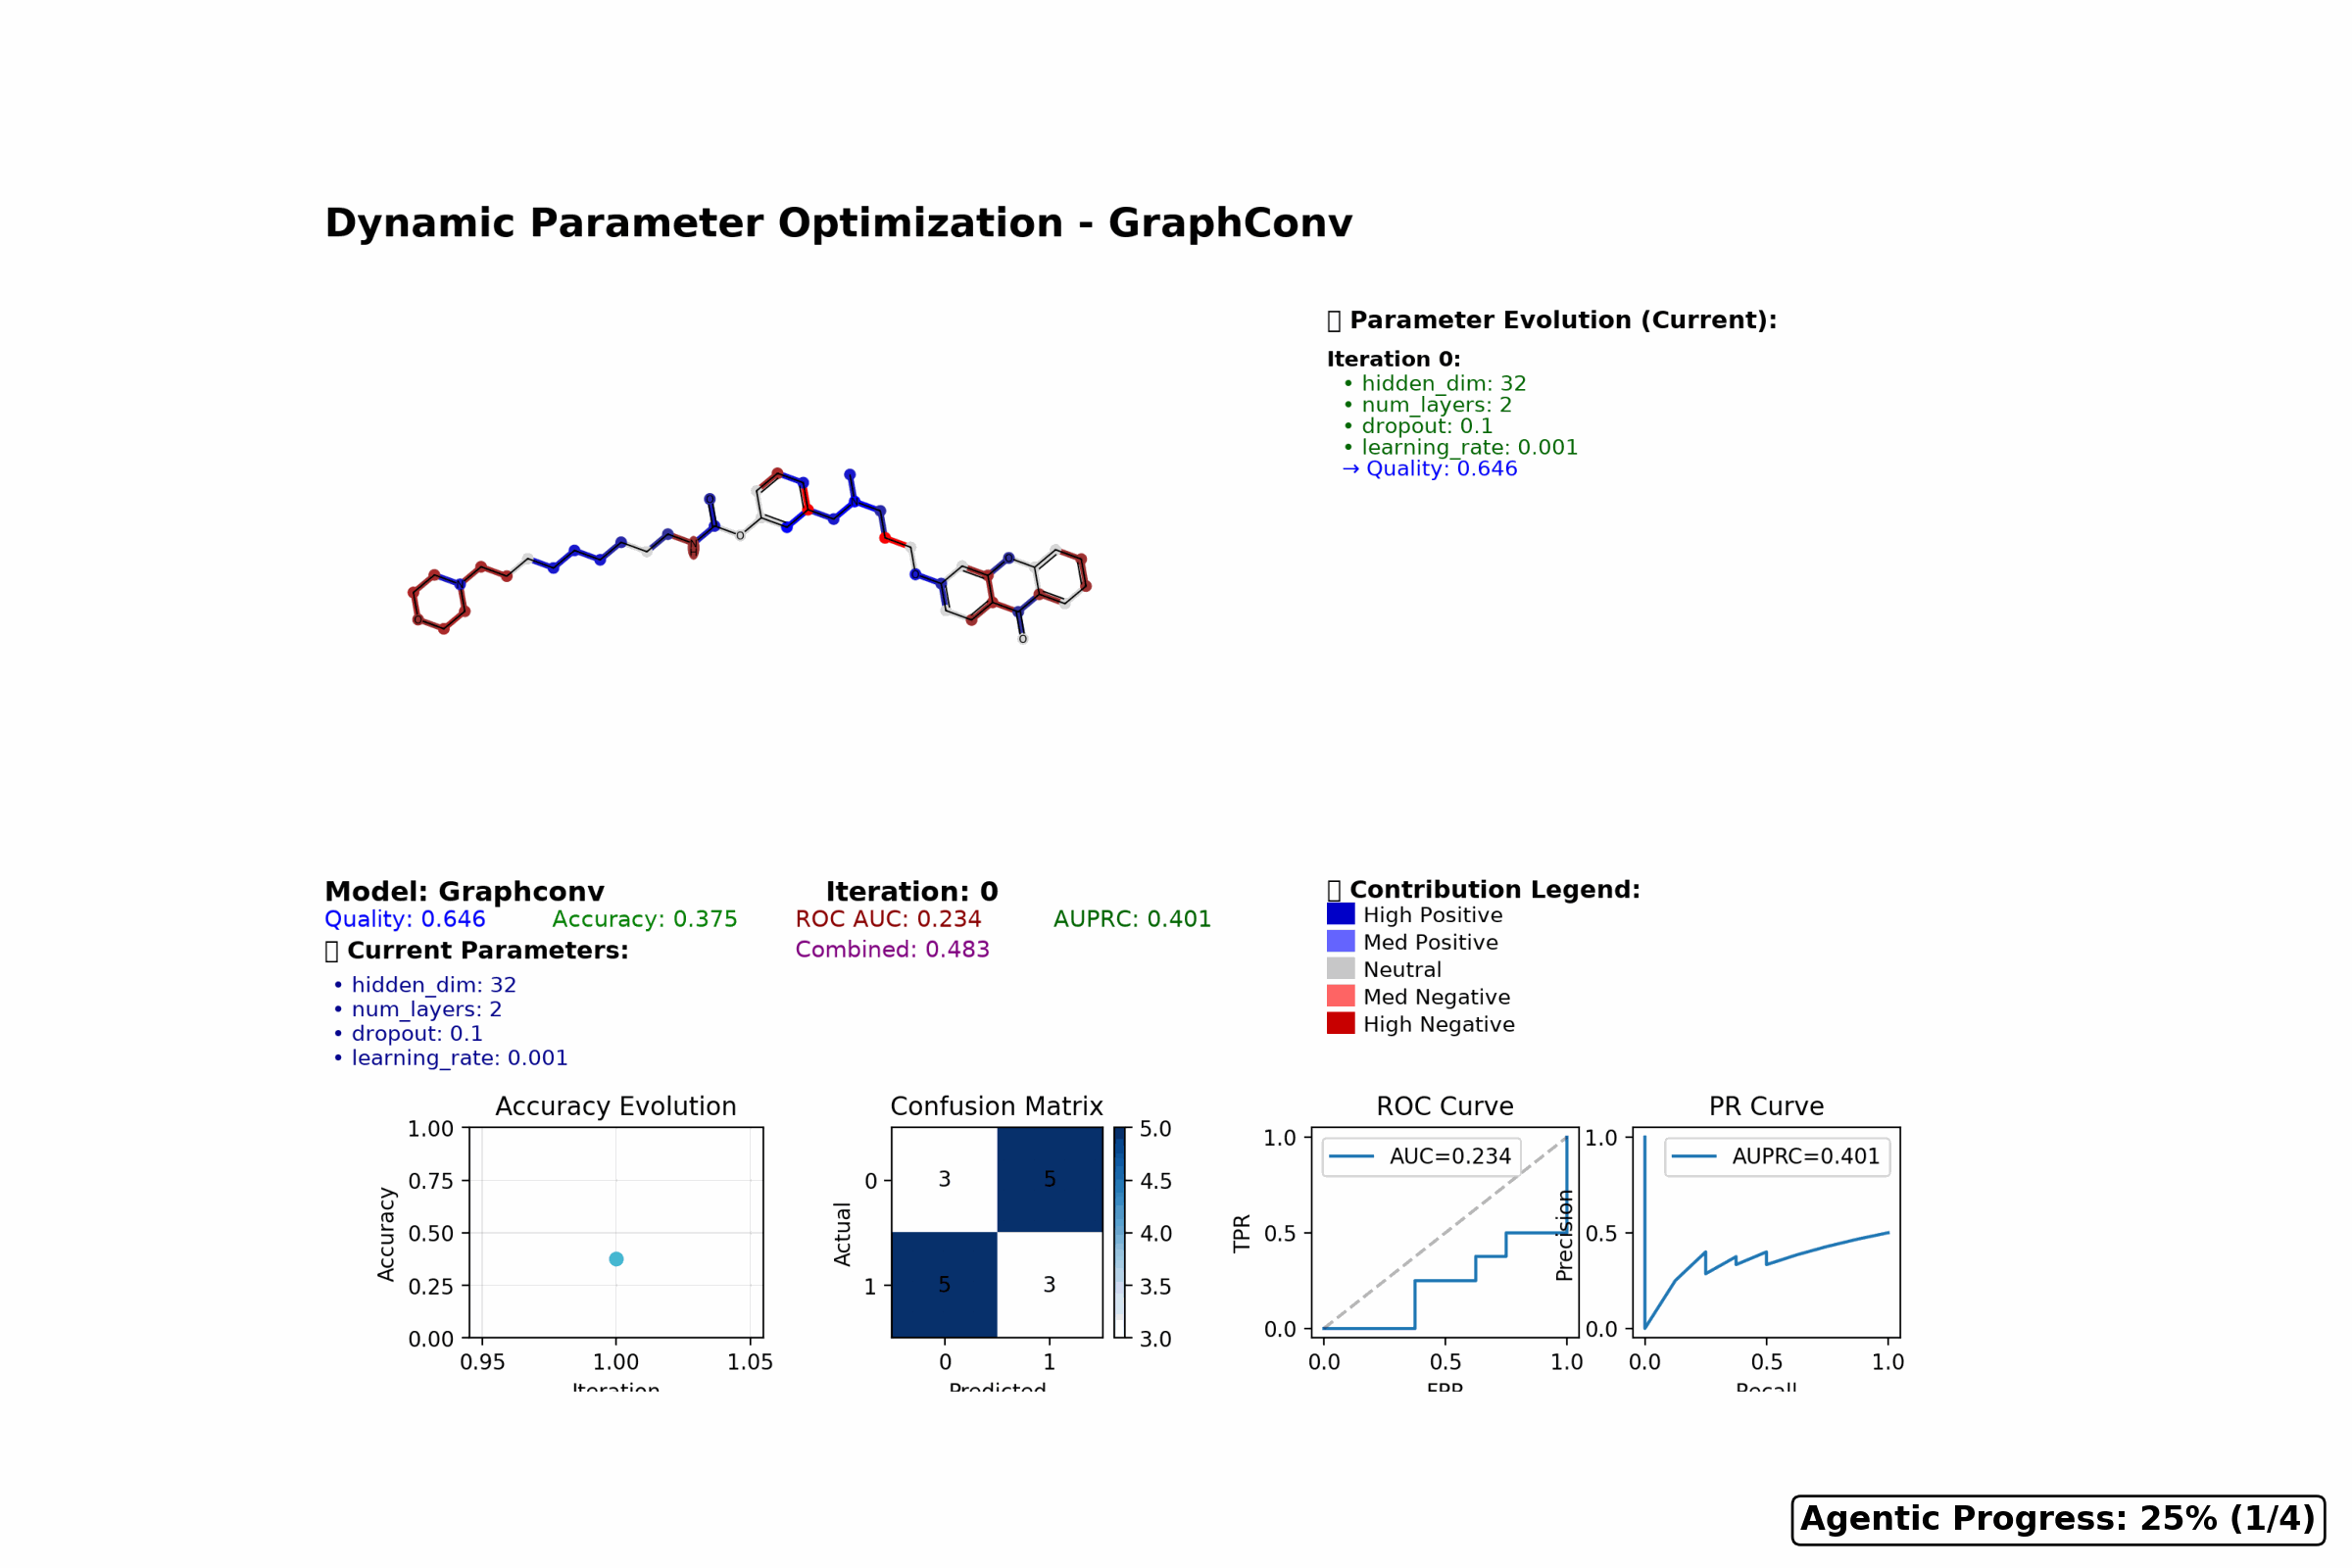 Dynamic Parameter Optimization - GraphConv
Parameter Evolution (Current):
Iteration 0:
• hidden_dim: 32
• num_layers: 2
• dropout: 0.1
• learning_rate: 0.001
→ Quality: 0.646
O
N
H
O
O
O
O
O
Model: Graphconv
Iteration: 0
Quality: 0.646
Accuracy: 0.375
ROC AUC: 0.234
AUPRC: 0.401
Current Parameters:
Combined: 0.483
• hidden_dim: 32
• num_layers: 2
• dropout: 0.1
• learning_rate: 0.001
Contribution Legend:
High Positive
Med Positive
Neutral
Med Negative
High Negative
Accuracy Evolution
1.00
0.75
0.50
0.25
0.00
Accuracy
0.95
1.00
1.05
Iteration
Confusion Matrix
3
5
5
3
0
1
Actual
0
1
Predicted
5.0
4.5
4.0
3.5
3.0
ROC Curve
AUC=0.234
1.0
0.5
0.0
TPR
0.0
0.5
1.0
FPR
PR Curve
AUPRC=0.401
1.0
0.5
0.0
Precision
0.0
0.5
1.0
Recall
Agentic Progress: 25% (1/4)